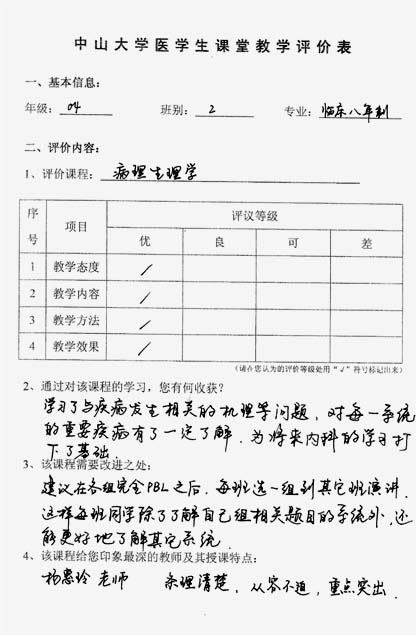 中山大学医学生课堂教学评价表
一、基本信息：
年级：04 班别：2 专业：临床八年制
二、评价内容：
1、评价课程：病理生理学
序号 项目 评议等级
优 良 可 差
1 教学态度 /
2 教学内容 /
3 教学方法 /
4 教学效果 /
（请在您认为的评价等级处用“√”符号标记出来）
2、通过对该课程的学习，您有何收获？
学习了与疾病发生相关的机理等问题，对每一系统
的重要疾病有了一定了解．为将来内科的学习打
下了基础．
3、该课程需要改进之处：
建议在各组完全PBL之后．每班选一组到其它班演讲．
这样每班同学除了了解自己组相关题目的系统外，还
能更好地了解其它系统．
4、该课程给您印象最深的教师及其授课特点：
杨惠玲老师 条理清楚．从容不迫，重点突出．